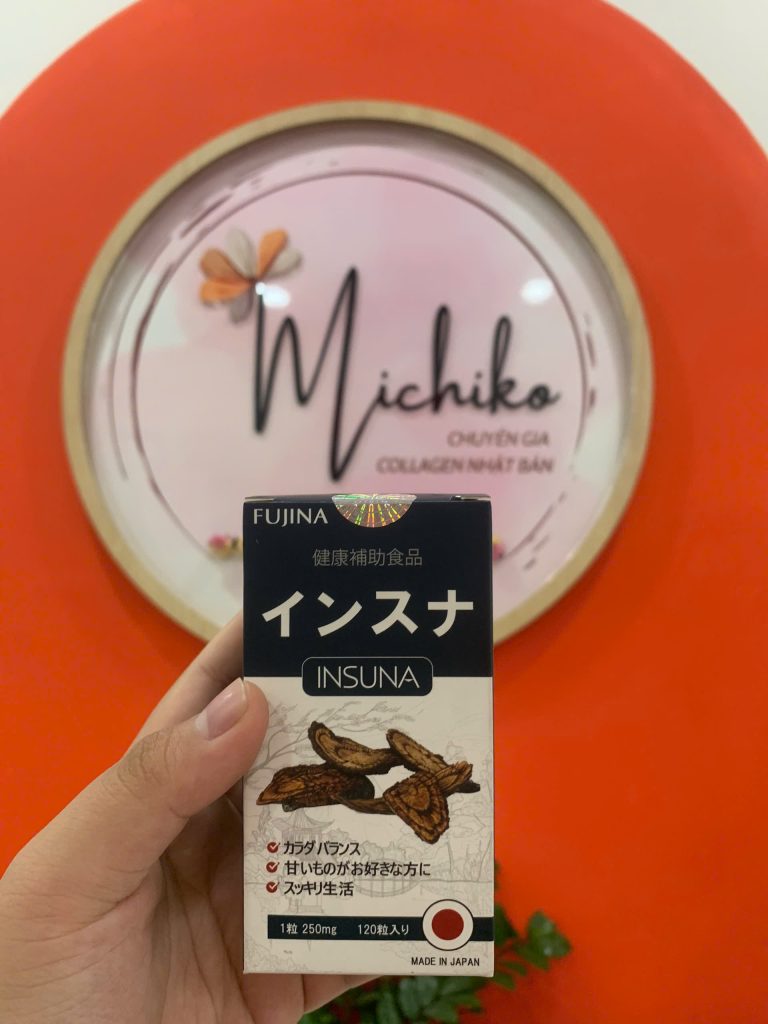 Michiko
CHUYÊN GIA
COLLAGEN NHẬT BẢN
FUJINA
健康補助食品
インスナ
INSUNA
カラダバランス
甘いものがお好きな方に
スッキリ生活
1粒 250mg 120粒入り
MADE IN JAPAN